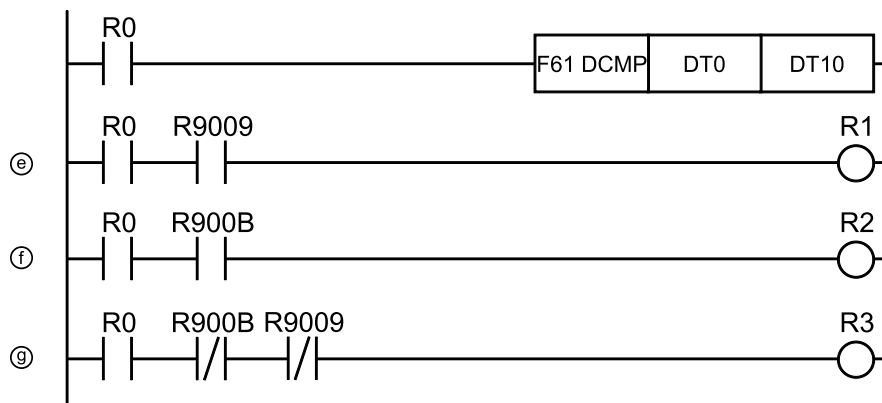 R0
F61 DCMP DT0 DT10
R0 R9009 R1
ⓔ
R0 R900B R2
ⓕ
R0 R900B R9009 R3
ⓖ